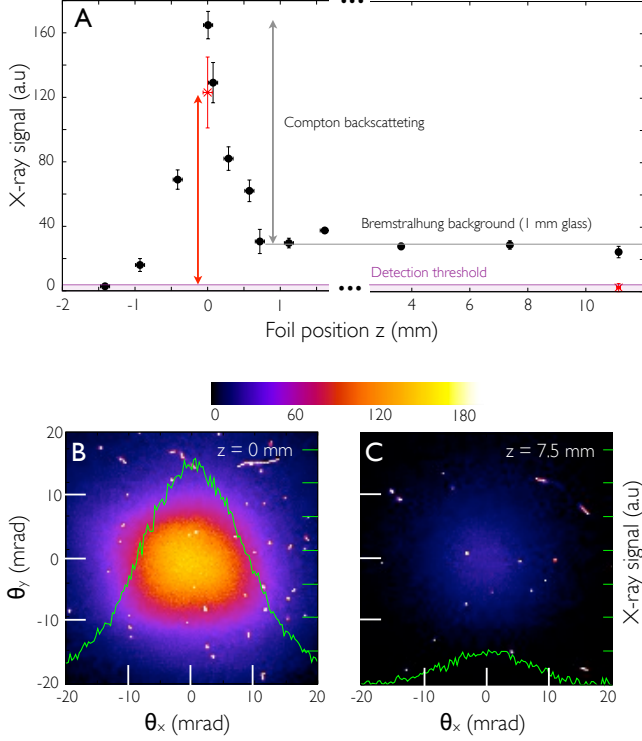 A
X-ray signal (a.u)
160
120
80
40
0
Compton backscatteting
Bremstralhung background (1 mm glass)
Detection threshold
-2 -1 0 1 2 4 6 8 10
Foil position z (mm)
0 60 120 180
B
z = 0 mm
20
10
0
-10
-20
θy (mrad)
-20 -10 0 10 20
θx (mrad)
C
z = 7.5 mm
X-ray signal (a.u)
-20 -10 0 10 20
θx (mrad)